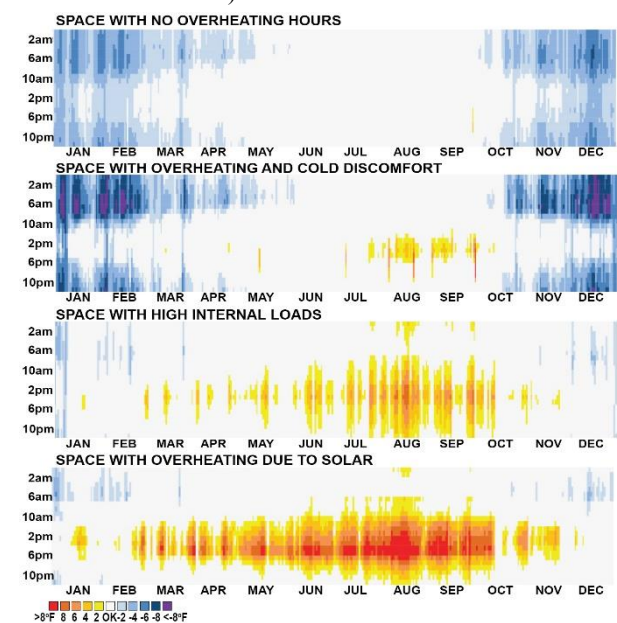 SPACE WITH NO OVERHEATING HOURS
2am
6am
10am
2pm
6pm
10pm
JAN FEB MAR APR MAY JUN JUL AUG SEP OCT NOV DEC
SPACE WITH OVERHEATING AND COLD DISCOMFORT
2am
6am
10am
2pm
6pm
10pm
JAN FEB MAR APR MAY JUN JUL AUG SEP OCT NOV DEC
SPACE WITH HIGH INTERNAL LOADS
2am
6am
10am
2pm
6pm
10pm
JAN FEB MAR APR MAY JUN JUL AUG SEP OCT NOV DEC
SPACE WITH OVERHEATING DUE TO SOLAR
2am
6am
10am
2pm
6pm
10pm
JAN FEB MAR APR MAY JUN JUL AUG SEP OCT NOV DEC
>8°F 8 6 4 2 OK -2 -4 -6 -8 <-8°F